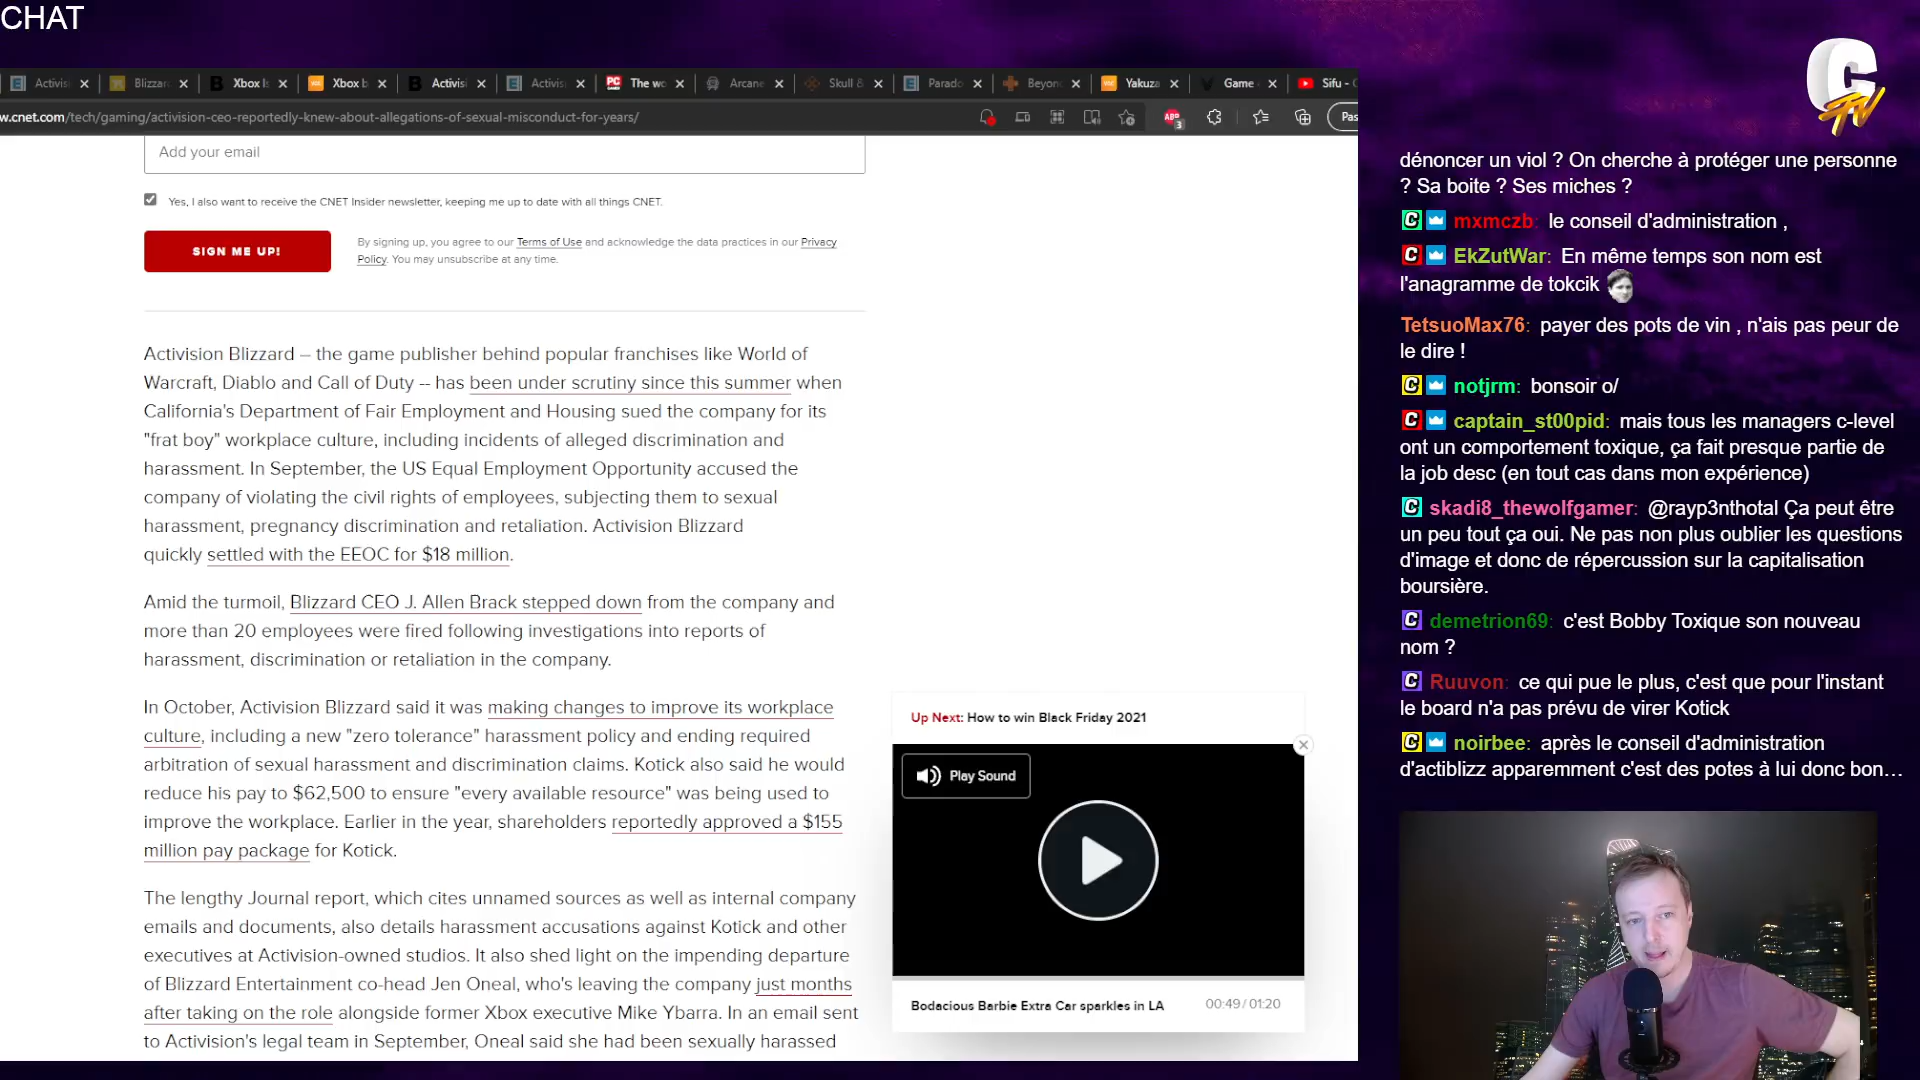 CHAT
Activis
Blizzar
Xbox Is
Xbox b
Activisi
Activis
The wo
Arcane
Skull &
Parado
Beyon
Yakuza
Game
Sifu -
w.cnet.com/tech/gaming/activision-ceo-reportedly-knew-about-allegations-of-sexual-misconduct-for-years/
ABP
3
Pas
Add your email
Yes, I also want to receive the CNET Insider newsletter, keeping me up to date with all things CNET.
SIGN ME UP!
By signing up, you agree to our Terms of Use and acknowledge the data practices in our Privacy
Policy. You may unsubscribe at any time.
Activision Blizzard – the game publisher behind popular franchises like World of
Warcraft, Diablo and Call of Duty -- has been under scrutiny since this summer when
California's Department of Fair Employment and Housing sued the company for its
"frat boy" workplace culture, including incidents of alleged discrimination and
harassment. In September, the US Equal Employment Opportunity accused the
company of violating the civil rights of employees, subjecting them to sexual
harassment, pregnancy discrimination and retaliation. Activision Blizzard
quickly settled with the EEOC for $18 million.
Amid the turmoil, Blizzard CEO J. Allen Brack stepped down from the company and
more than 20 employees were fired following investigations into reports of
harassment, discrimination or retaliation in the company.
In October, Activision Blizzard said it was making changes to improve its workplace
culture, including a new "zero tolerance" harassment policy and ending required
arbitration of sexual harassment and discrimination claims. Kotick also said he would
reduce his pay to $62,500 to ensure "every available resource" was being used to
improve the workplace. Earlier in the year, shareholders reportedly approved a $155
million pay package for Kotick.
The lengthy Journal report, which cites unnamed sources as well as internal company
emails and documents, also details harassment accusations against Kotick and other
executives at Activision-owned studios. It also shed light on the impending departure
of Blizzard Entertainment co-head Jen Oneal, who's leaving the company just months
after taking on the role alongside former Xbox executive Mike Ybarra. In an email sent
to Activision's legal team in September, Oneal said she had been sexually harassed
Up Next: How to win Black Friday 2021
Play Sound
Bodacious Barbie Extra Car sparkles in LA 00:49 / 01:20
C
TV
dénoncer un viol ? On cherche à protéger une personne
? Sa boite ? Ses miches ?
mxmczb: le conseil d'administration ,
EkZutWar: En même temps son nom est
l'anagramme de tokcik
TetsuoMax76: payer des pots de vin , n'ais pas peur de
le dire !
notjrm: bonsoir o/
captain_st00pid: mais tous les managers c-level
ont un comportement toxique, ça fait presque partie de
la job desc (en tout cas dans mon expérience)
skadi8_thewolfgamer: @rayp3nthotal Ça peut être
un peu tout ça oui. Ne pas non plus oublier les questions
d'image et donc de répercussion sur la capitalisation
boursière.
demetrion69: c'est Bobby Toxique son nouveau
nom ?
Ruuvon: ce qui pue le plus, c'est que pour l'instant
le board n'a pas prévu de virer Kotick
noirbee: après le conseil d'administration
d'actiblizz apparemment c'est des potes à lui donc bon…